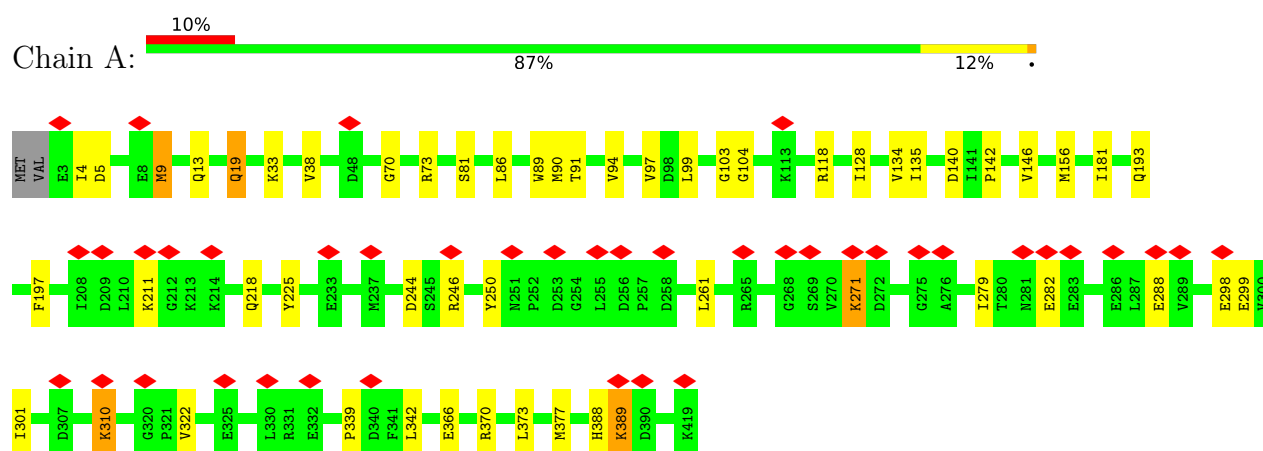 10%
Chain A:
87% 12% •
MET VAL E3 I4 D5 E8 M9 Q13 Q19 K33 V38 D48 G70 R73 S81 L86 W89 M90 T91 V94 V97 D98 L99 G103 G104 K113 R118 I128 V134 I135 D140 I141 P142 V146 M156 I181 Q193
F197 I208 D209 L210 K211 G212 K213 K214 Q218 Y225 E233 M237 D244 S245 R246 Y250 N251 P252 D253 G254 L255 D256 P257 D258 L261 R265 G268 S269 V270 K271 D272 G275 A276 I279 T280 N281 E282 E283 E286 L287 E288 V289 E298 E299 V300
I301 D307 K310 G320 P321 V322 E325 L330 R331 E332 P339 D340 F341 L342 E366 R370 L373 M377 H388 K389 D390 K419